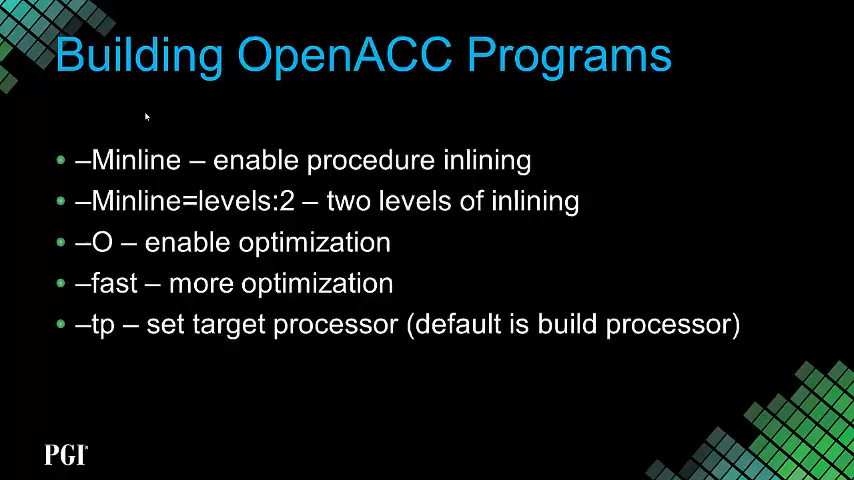 Building OpenACC Programs
• –Minline – enable procedure inlining
• –Minline=levels:2 – two levels of inlining
• –O – enable optimization
• –fast – more optimization
• –tp – set target processor (default is build processor)
PGI®